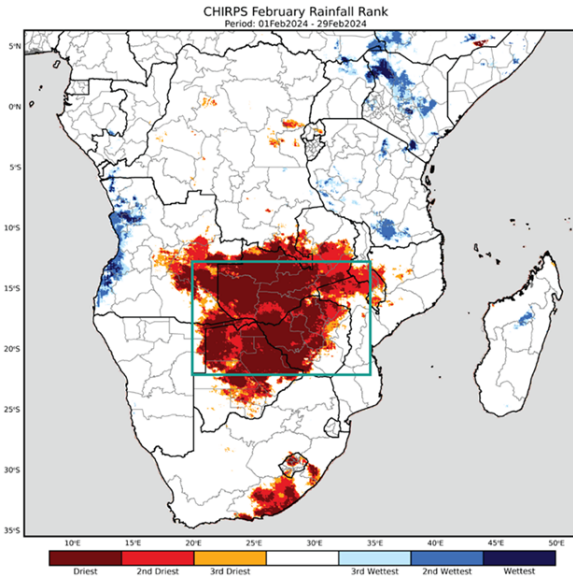 CHIRPS February Rainfall Rank
Period: 01Feb2024 - 29Feb2024
5°N
0°N
5°S
10°S
15°S
20°S
25°S
30°S
35°S
10°E 15°E 20°E 25°E 30°E 35°E 40°E 45°E 50°E
Driest 2nd Driest 3rd Driest 3rd Wettest 2nd Wettest Wettest